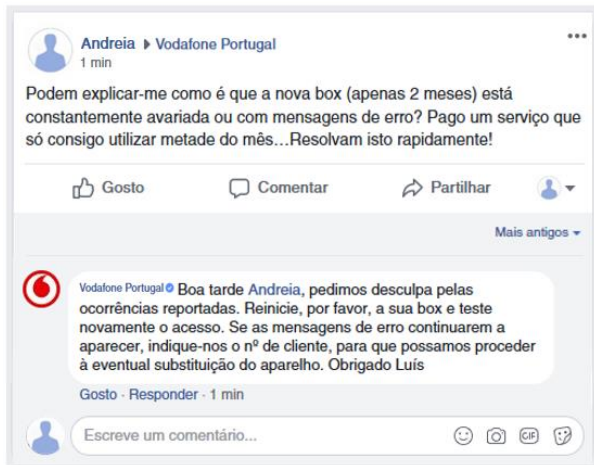 Andreia Vodafone Portugal
1 min
Podem explicar-me como é que a nova box (apenas 2 meses) está
constantemente avariada ou com mensagens de erro? Pago um serviço que
só consigo utilizar metade do mês...Resolvam isto rapidamente!
Gosto Comentar Partilhar
Mais antigos
Vodafone Portugal Boa tarde Andreia, pedimos desculpa pelas
ocorrências reportadas. Reinicie, por favor, a sua box e teste
novamente o acesso. Se as mensagens de erro continuarem a
aparecer, indique-nos o nº de cliente, para que possamos proceder
à eventual substituição do aparelho. Obrigado Luís
Gosto · Responder · 1 min
Escreve um comentário... GIF